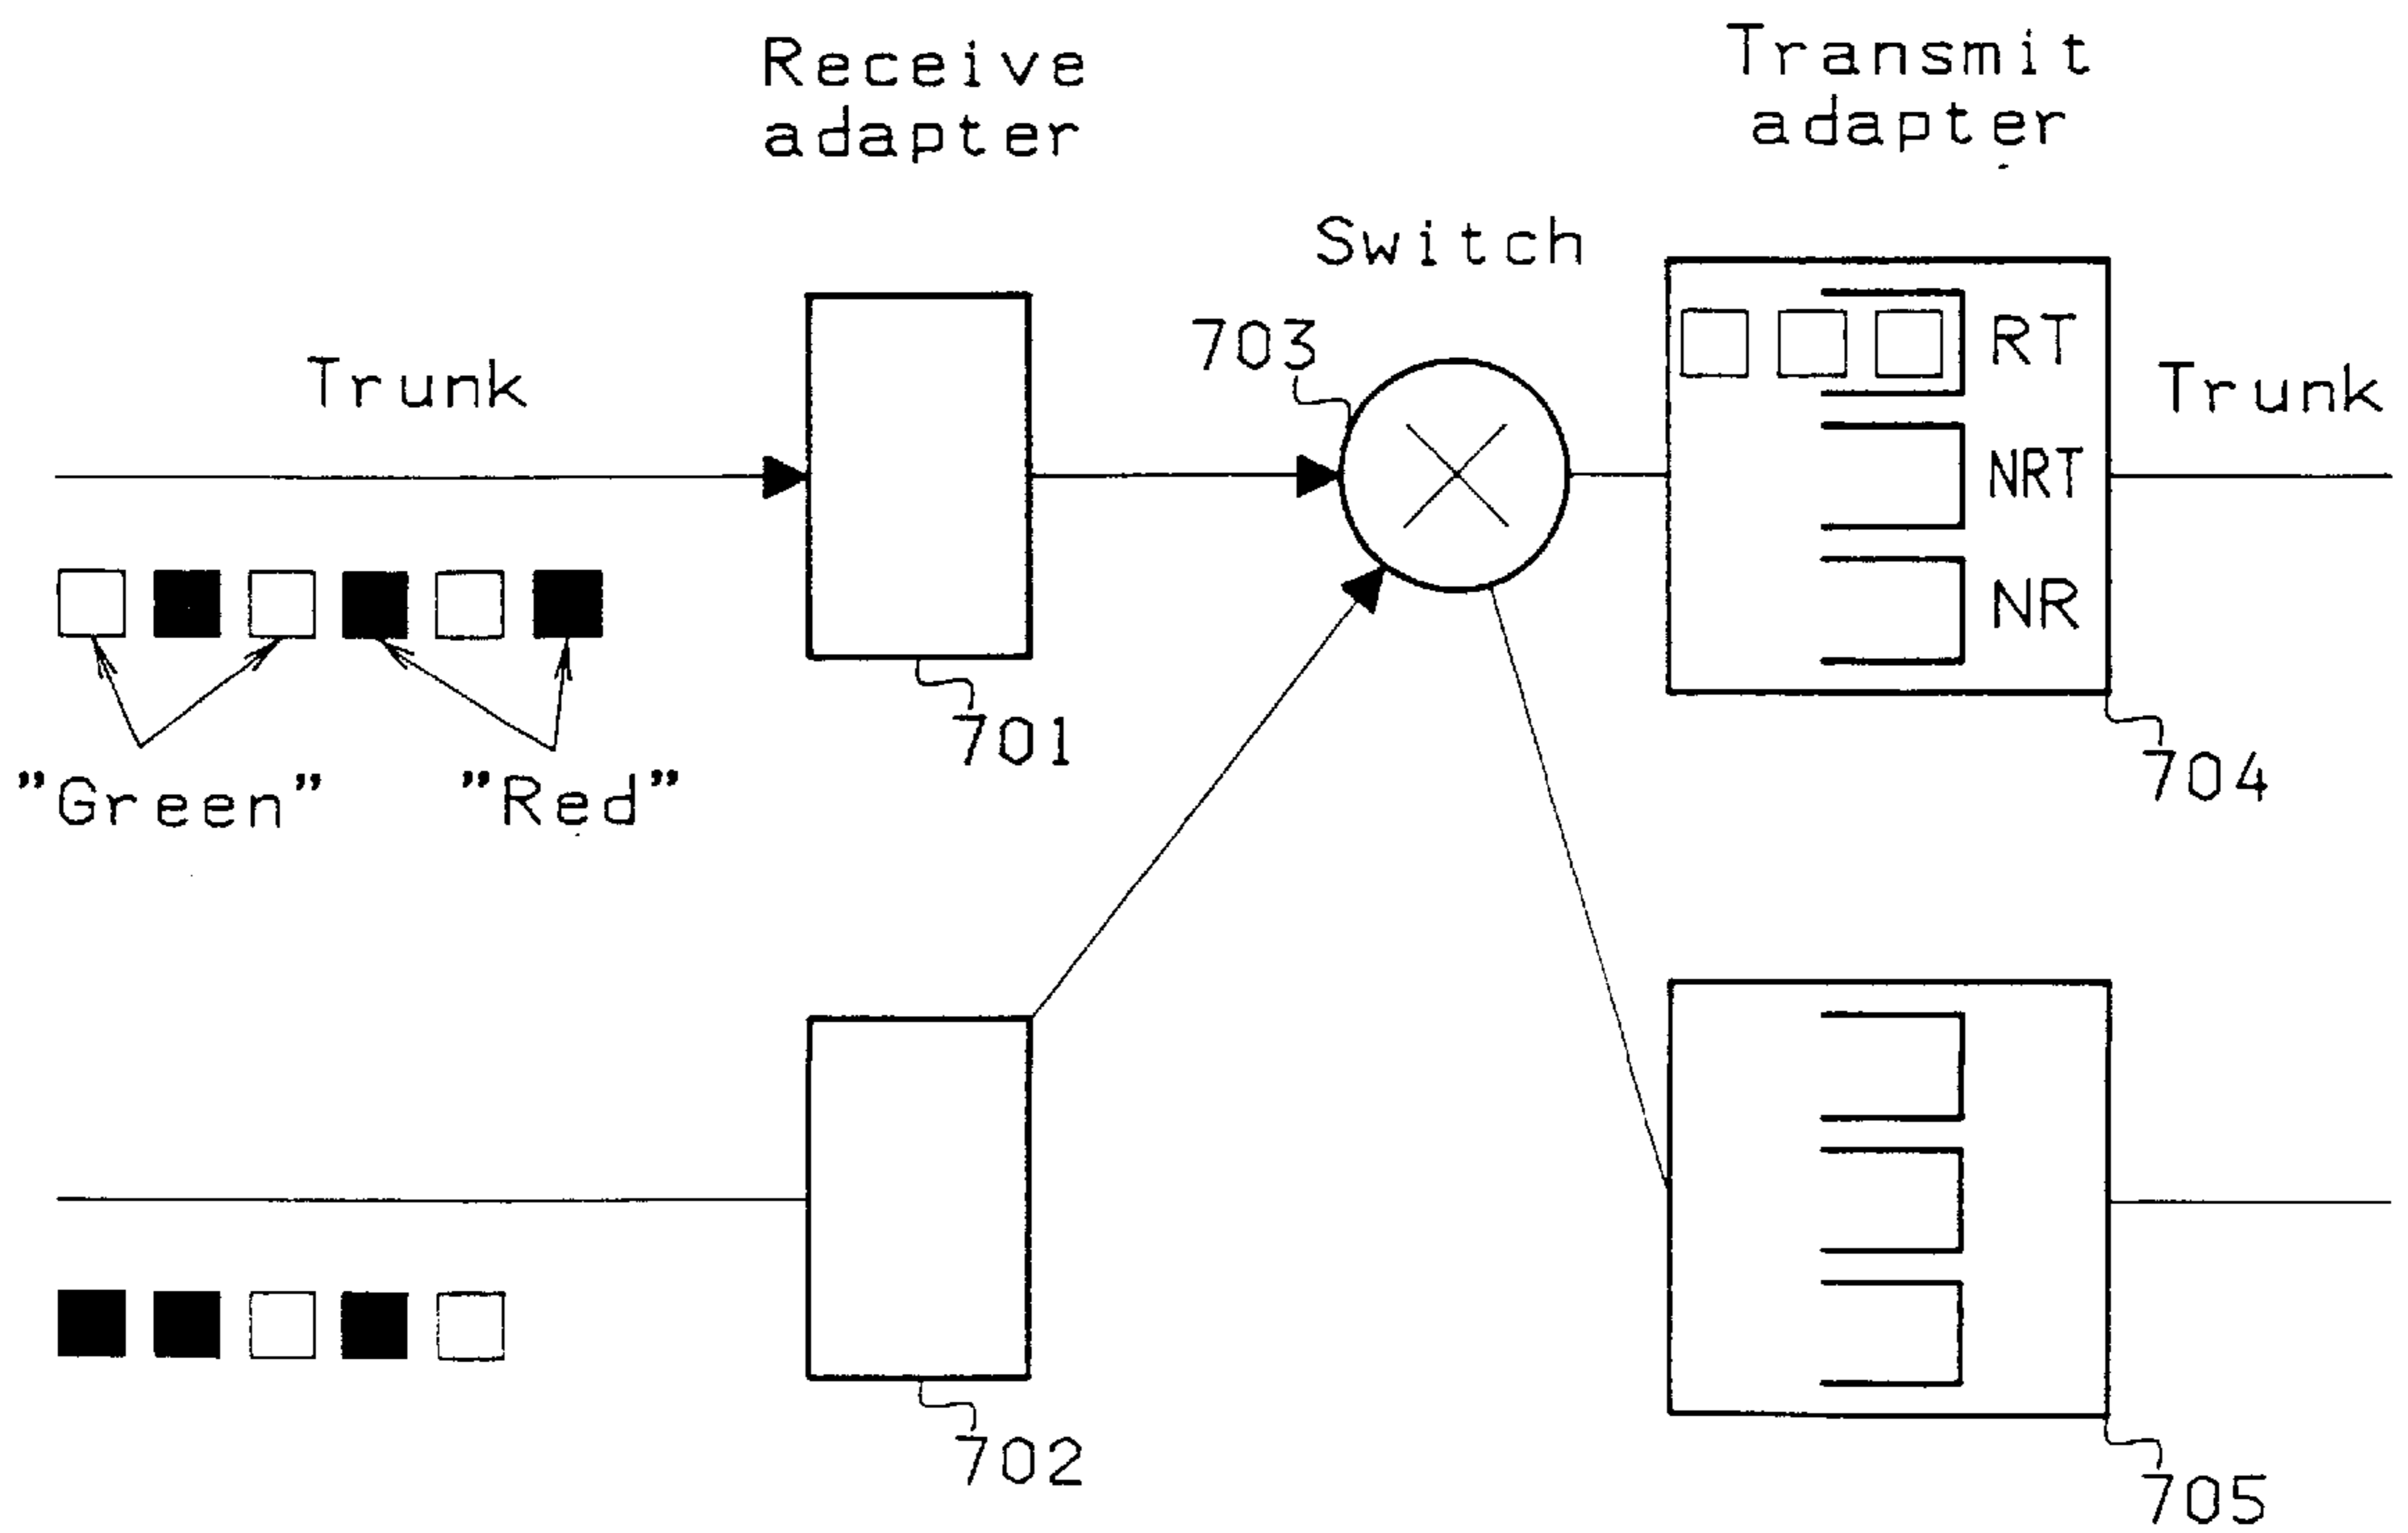 Receive
adapter
Transmit
adapter
Switch
703
RT
Trunk
Trunk
NRT
NR
701
704
"Green"
"Red"
702
705